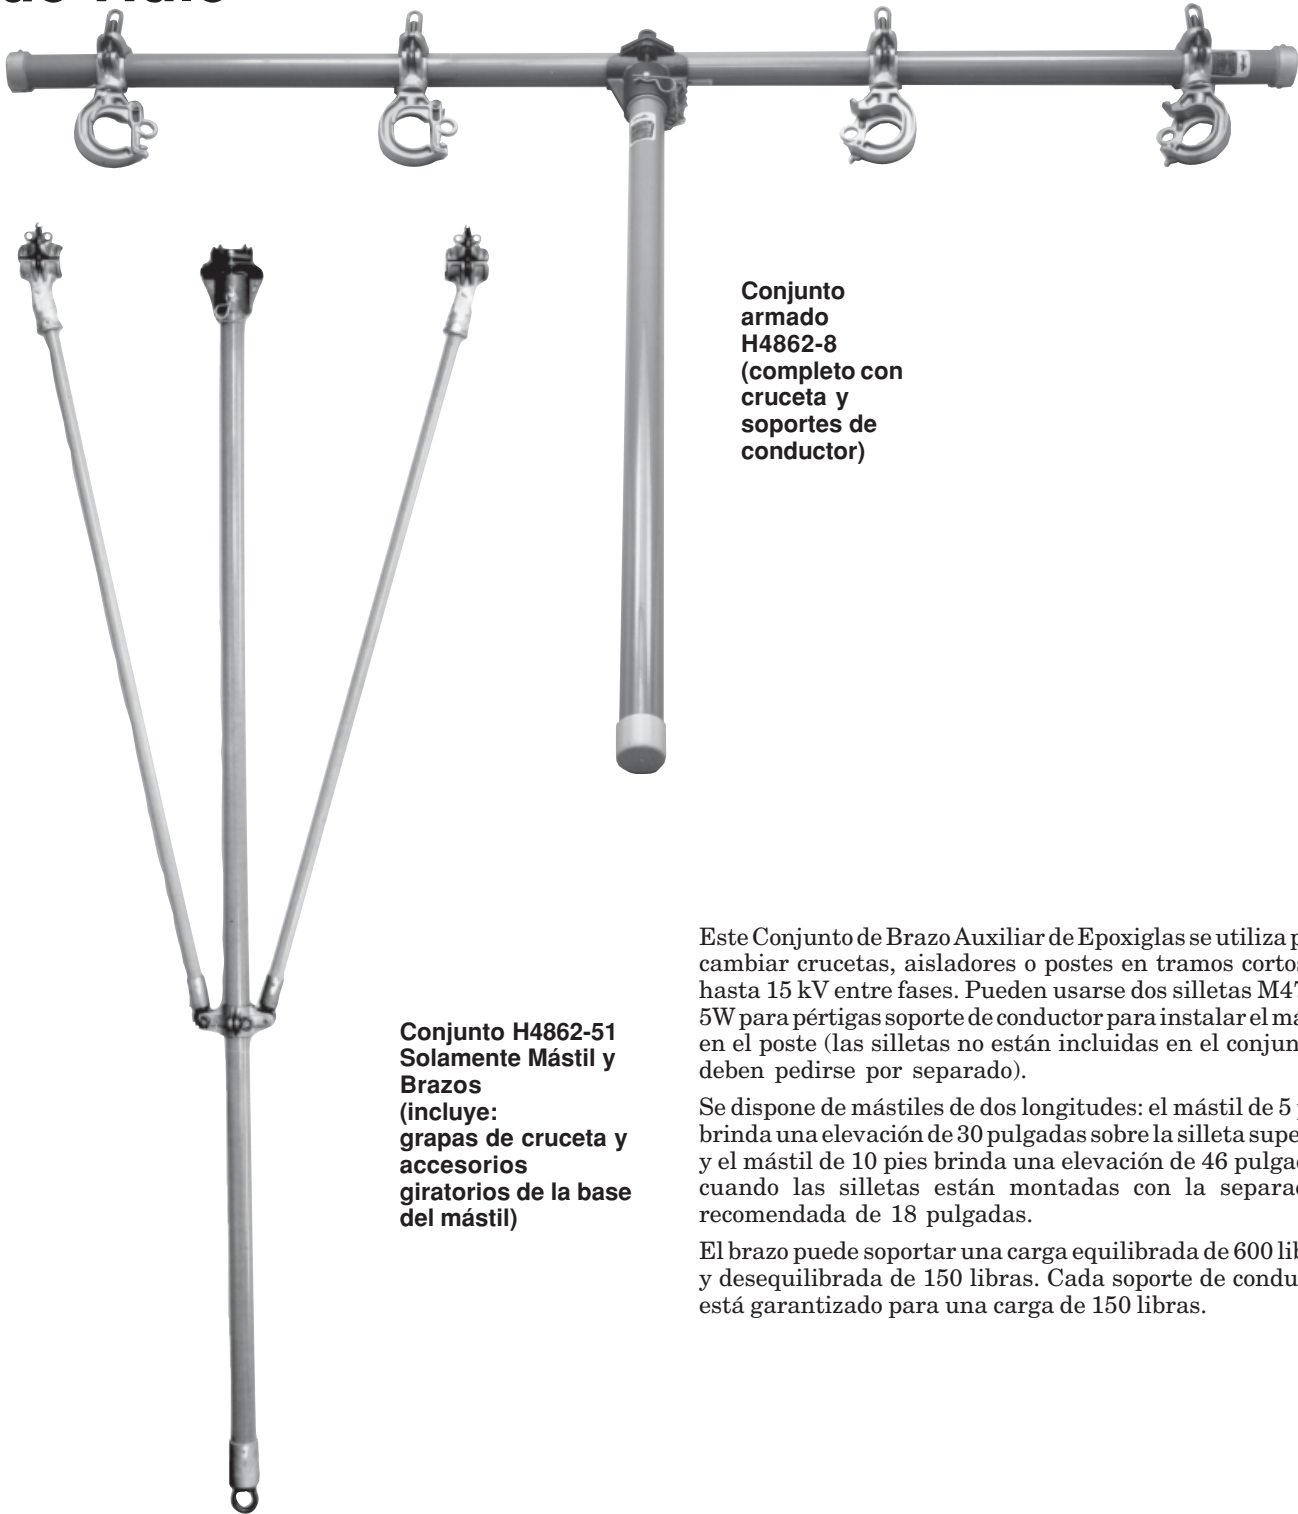 Conjunto
armado
H4862-8
(completo con
cruceta y
soportes de
conductor)
Conjunto H4862-51
Solamente Mástil y
Brazos
(incluye:
grapas de cruceta y
accesorios
giratorios de la base
del mástil)
Este Conjunto de Brazo Auxiliar de Epoxiglas se utiliza
cambiar crucetas, aisladores o postes en tramos cortos
hasta 15 kV entre fases. Pueden usarse dos silletas
5W para pértigas soporte de conductor para instalar el
en el poste (las silletas no están incluidas en el
deben pedirse por separado).
Se dispone de mástiles de dos longitudes: el mástil de 5
brinda una elevación de 30 pulgadas sobre la silleta
y el mástil de 10 pies brinda una elevación de 46
cuando las silletas están montadas con la
recomendada de 18 pulgadas.
El brazo puede soportar una carga equilibrada de 600
y desequilibrada de 150 libras. Cada soporte de
está garantizado para una carga de 150 libras.